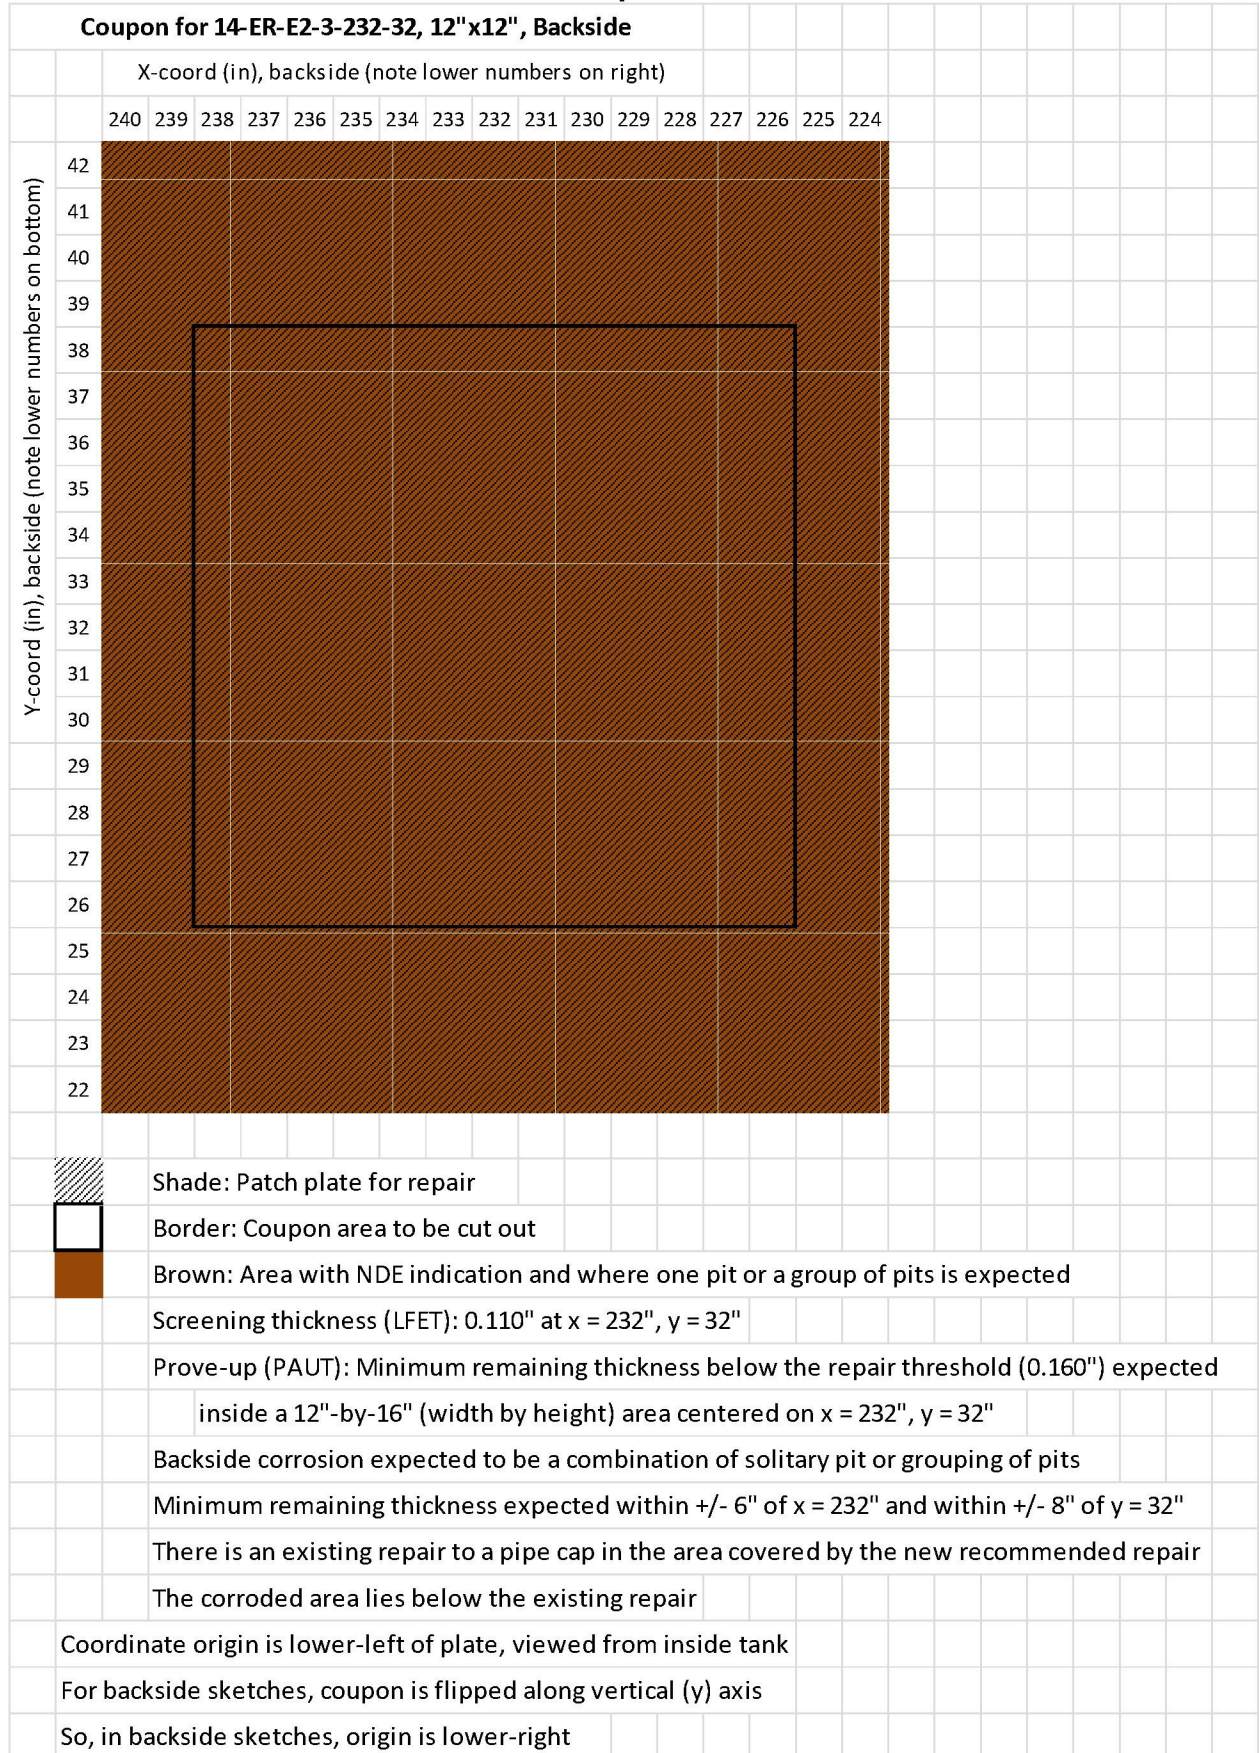 Coupon for 14-ER-E2-3-232-32, 12"x12", Backside
X-coord (in), backside (note lower numbers on right)
240 239 238 237 236 235 234 233 232 231 230 229 228 227 226 225 224
Y-coord (in), backside (note lower numbers on bottom)
42
41
40
39
38
37
36
35
34
33
32
31
30
29
28
27
26
25
24
23
22
Shade: Patch plate for repair
Border: Coupon area to be cut out
Brown: Area with NDE indication and where one pit or a group of pits is expected
Screening thickness (LFET): 0.110" at x = 232", y = 32"
Prove-up (PAUT): Minimum remaining thickness below the repair threshold (0.160") expected
inside a 12"-by-16" (width by height) area centered on x = 232", y = 32"
Backside corrosion expected to be a combination of solitary pit or grouping of pits
Minimum remaining thickness expected within +/- 6" of x = 232" and within +/- 8" of y = 32"
There is an existing repair to a pipe cap in the area covered by the new recommended repair
The corroded area lies below the existing repair
Coordinate origin is lower-left of plate, viewed from inside tank
For backside sketches, coupon is flipped along vertical (y) axis
So, in backside sketches, origin is lower-right